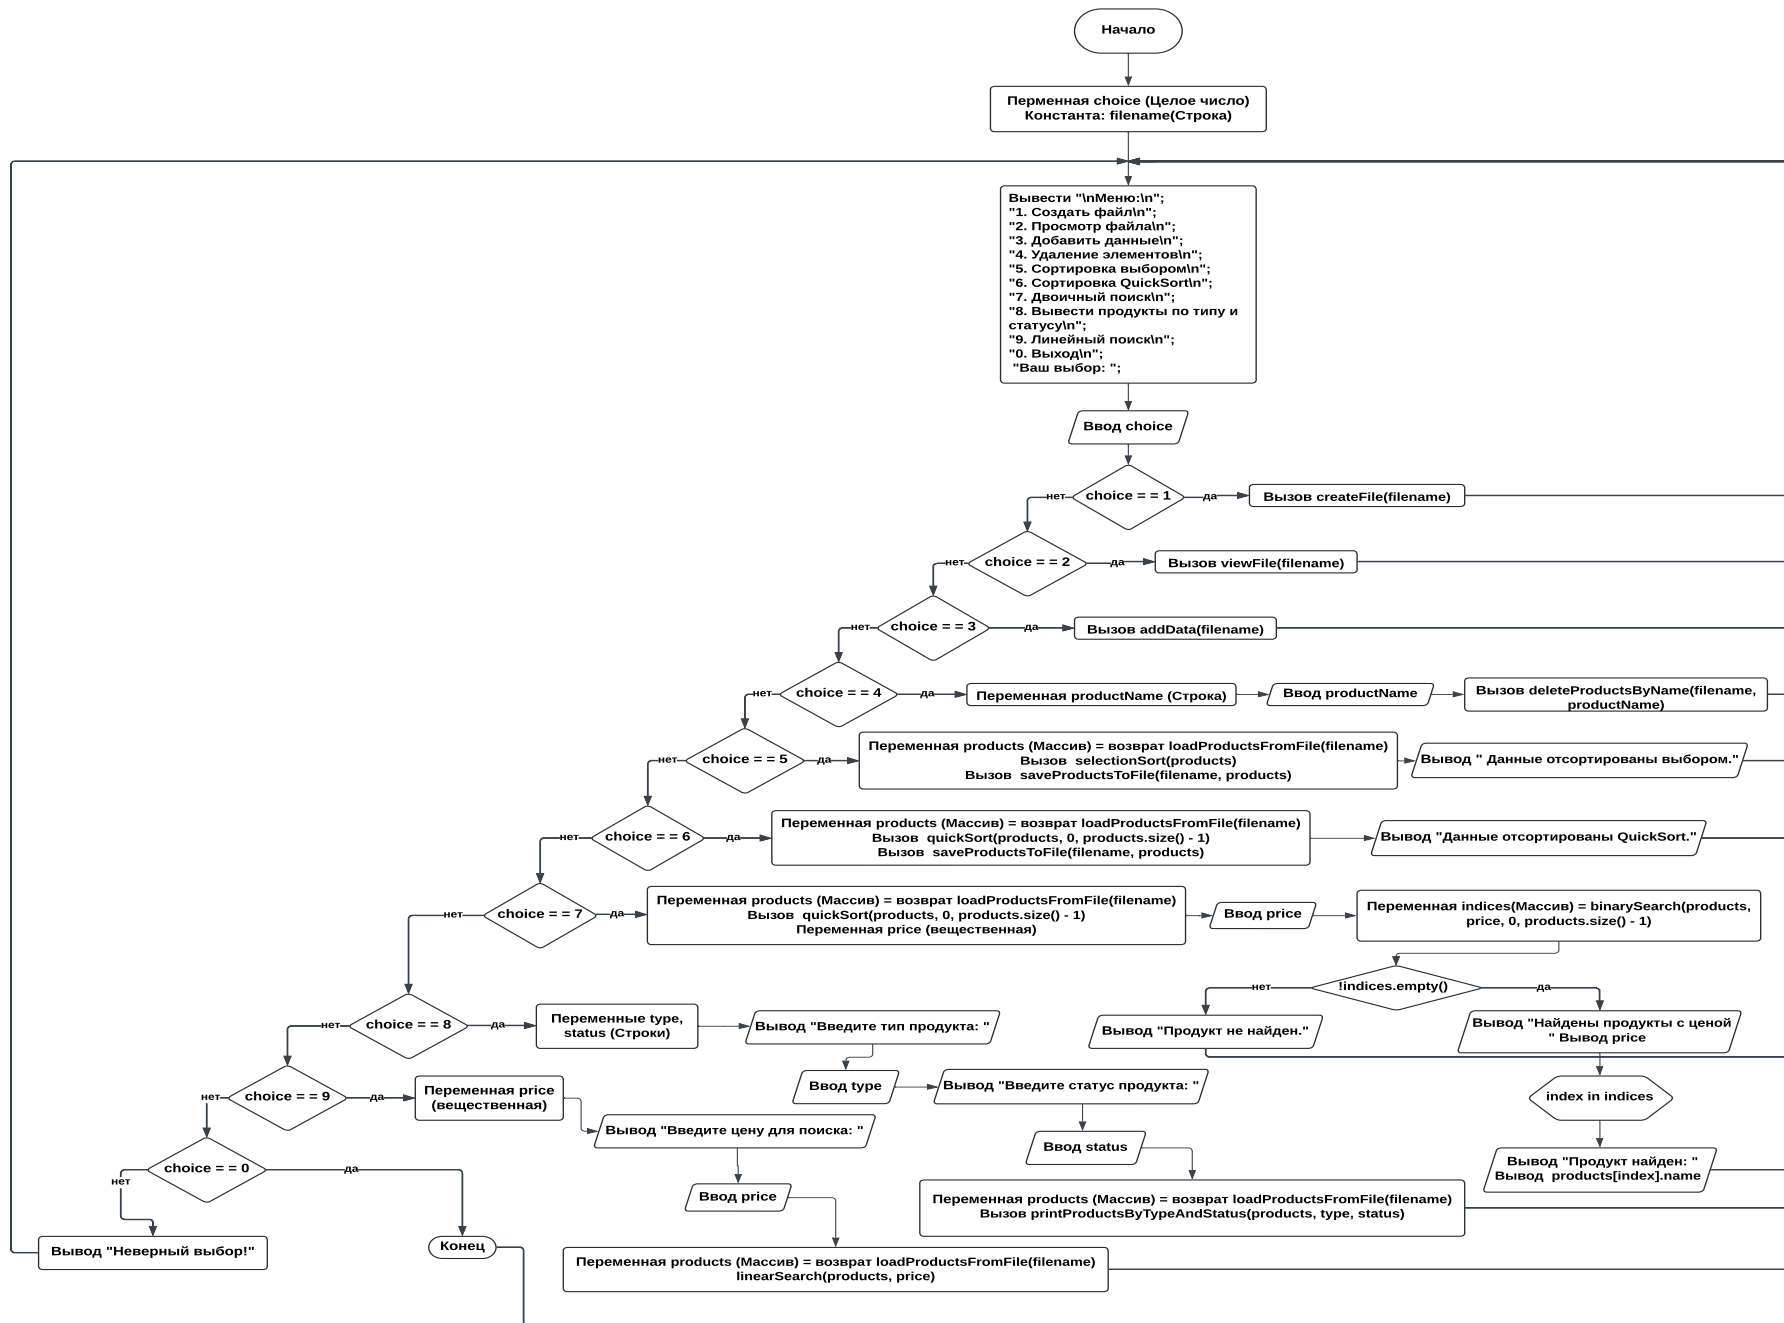 Начало
Перменная choice (Целое число)
Константа: filename(Строка)
Вывести "\nМеню:\n";
"1. Создать файл\n";
"2. Просмотр файла\n";
"3. Добавить данные\n";
"4. Удаление элементов\n";
"5. Сортировка выбором\n";
"6. Сортировка QuickSort\n";
"7. Двоичный поиск\n";
"8. Вывести продукты по типу и
статусу\n";
"9. Линейный поиск\n";
"0. Выход\n";
"Ваш выбор: ";
Ввод choice
нет
choice = = 1
да
Вызов createFile(filename)
нет
choice = = 2
да
Вызов viewFile(filename)
нет
choice = = 3
да
Вызов addData(filename)
нет
choice = = 4
да
Переменная productName (Строка)
Ввод productName
Вызов deleteProductsByName(filename,
productName)
нет
choice = = 5
да
Переменная products (Массив) = возврат loadProductsFromFile(filename)
Вызов  selectionSort(products)
Вызов  saveProductsToFile(filename, products)
Вывод " Данные отсортированы выбором."
нет
choice = = 6
да
Переменная products (Массив) = возврат loadProductsFromFile(filename)
Вызов  quickSort(products, 0, products.size() - 1)
Вызов  saveProductsToFile(filename, products)
Вывод "Данные отсортированы QuickSort."
нет
choice = = 7
да
Переменная products (Массив) = возврат loadProductsFromFile(filename)
Вызов  quickSort(products, 0, products.size() - 1)
Переменная price (вещественная)
Ввод price
Переменная indices(Массив) = binarySearch(products,
price, 0, products.size() - 1)
нет
!indices.empty()
да
Вывод "Продукт не найден."
Вывод "Найдены продукты с ценой
" Вывод price
index in indices
Вывод "Продукт найден: "
Вывод  products[index].name
нет
choice = = 8
да
Переменные type,
status (Строки)
Вывод "Введите тип продукта: "
Ввод type
Вывод "Введите статус продукта: "
Ввод status
Переменная products (Массив) = возврат loadProductsFromFile(filename)
Вызов printProductsByTypeAndStatus(products, type, status)
нет
choice = = 9
да
Переменная price
(вещественная)
Вывод "Введите цену для поиска: "
Ввод price
Переменная products (Массив) = возврат loadProductsFromFile(filename)
linearSearch(products, price)
нет
choice = = 0
да
Вывод "Неверный выбор!"
Конец